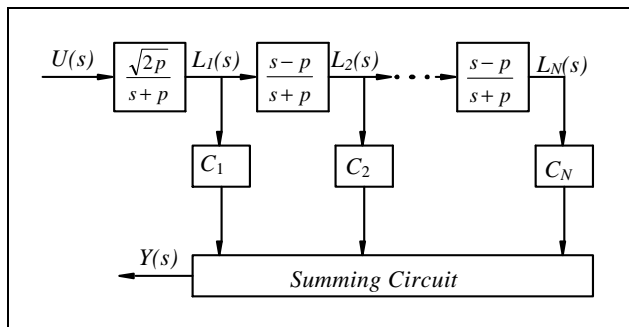 U(s) √2p / s + p L1(s) s − p / s + p L2(s) s − p / s + p LN(s)
C1 C2 CN
Y(s) Summing Circuit